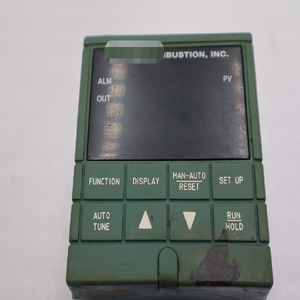 BUSTION, INC.
ALM PV
OUT
FUNCTION DISPLAY MAN-AUTO SET UP
RESET
AUTO RUN
TUNE HOLD